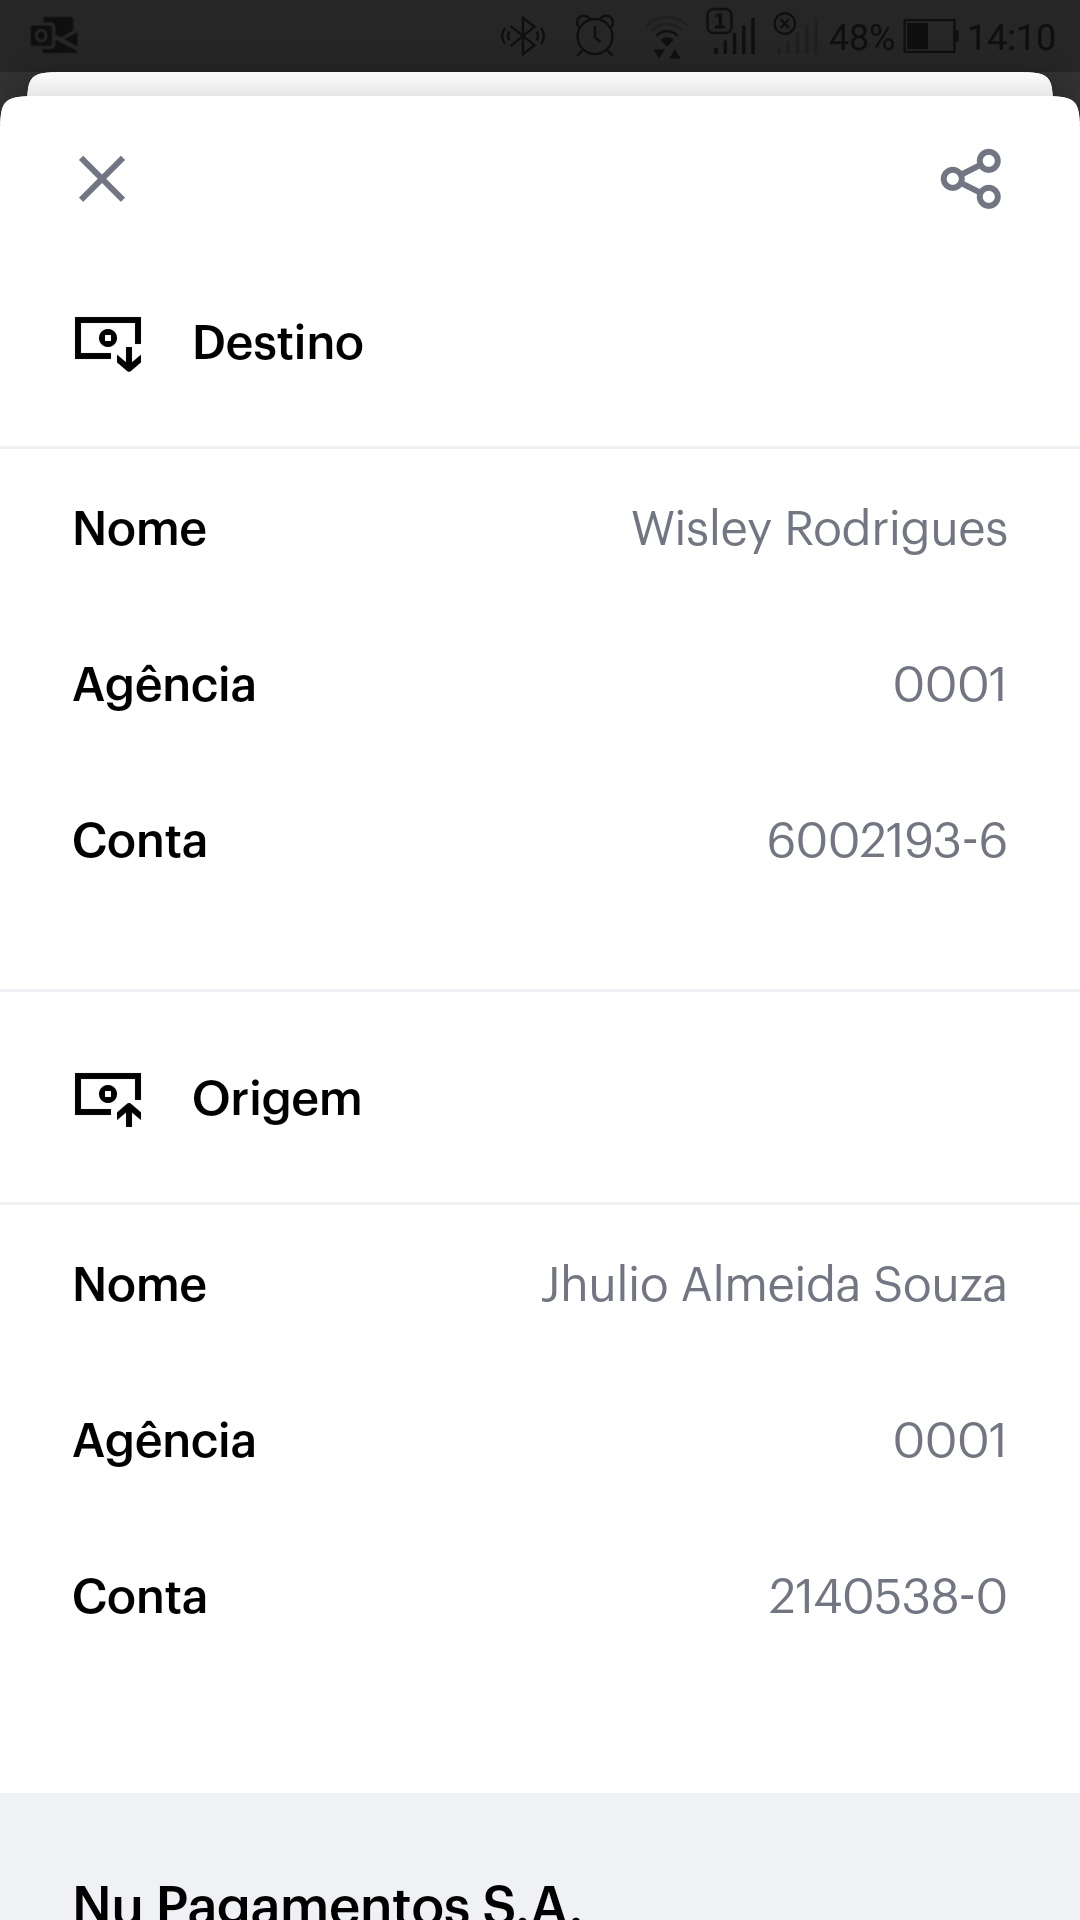 1 48% 14:10
Destino
Nome Wisley Rodrigues
Agência 0001
Conta 6002193-6
Origem
Nome Jhulio Almeida Souza
Agência 0001
Conta 2140538-0
Nu Pagamentos S.A.